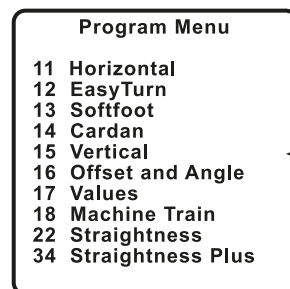 Program Menu
11 Horizontal
12 EasyTurn
13 Softfoot
14 Cardan
15 Vertical
16 Offset and Angle
17 Values
18 Machine Train
22 Straightness
34 Straightness Plus